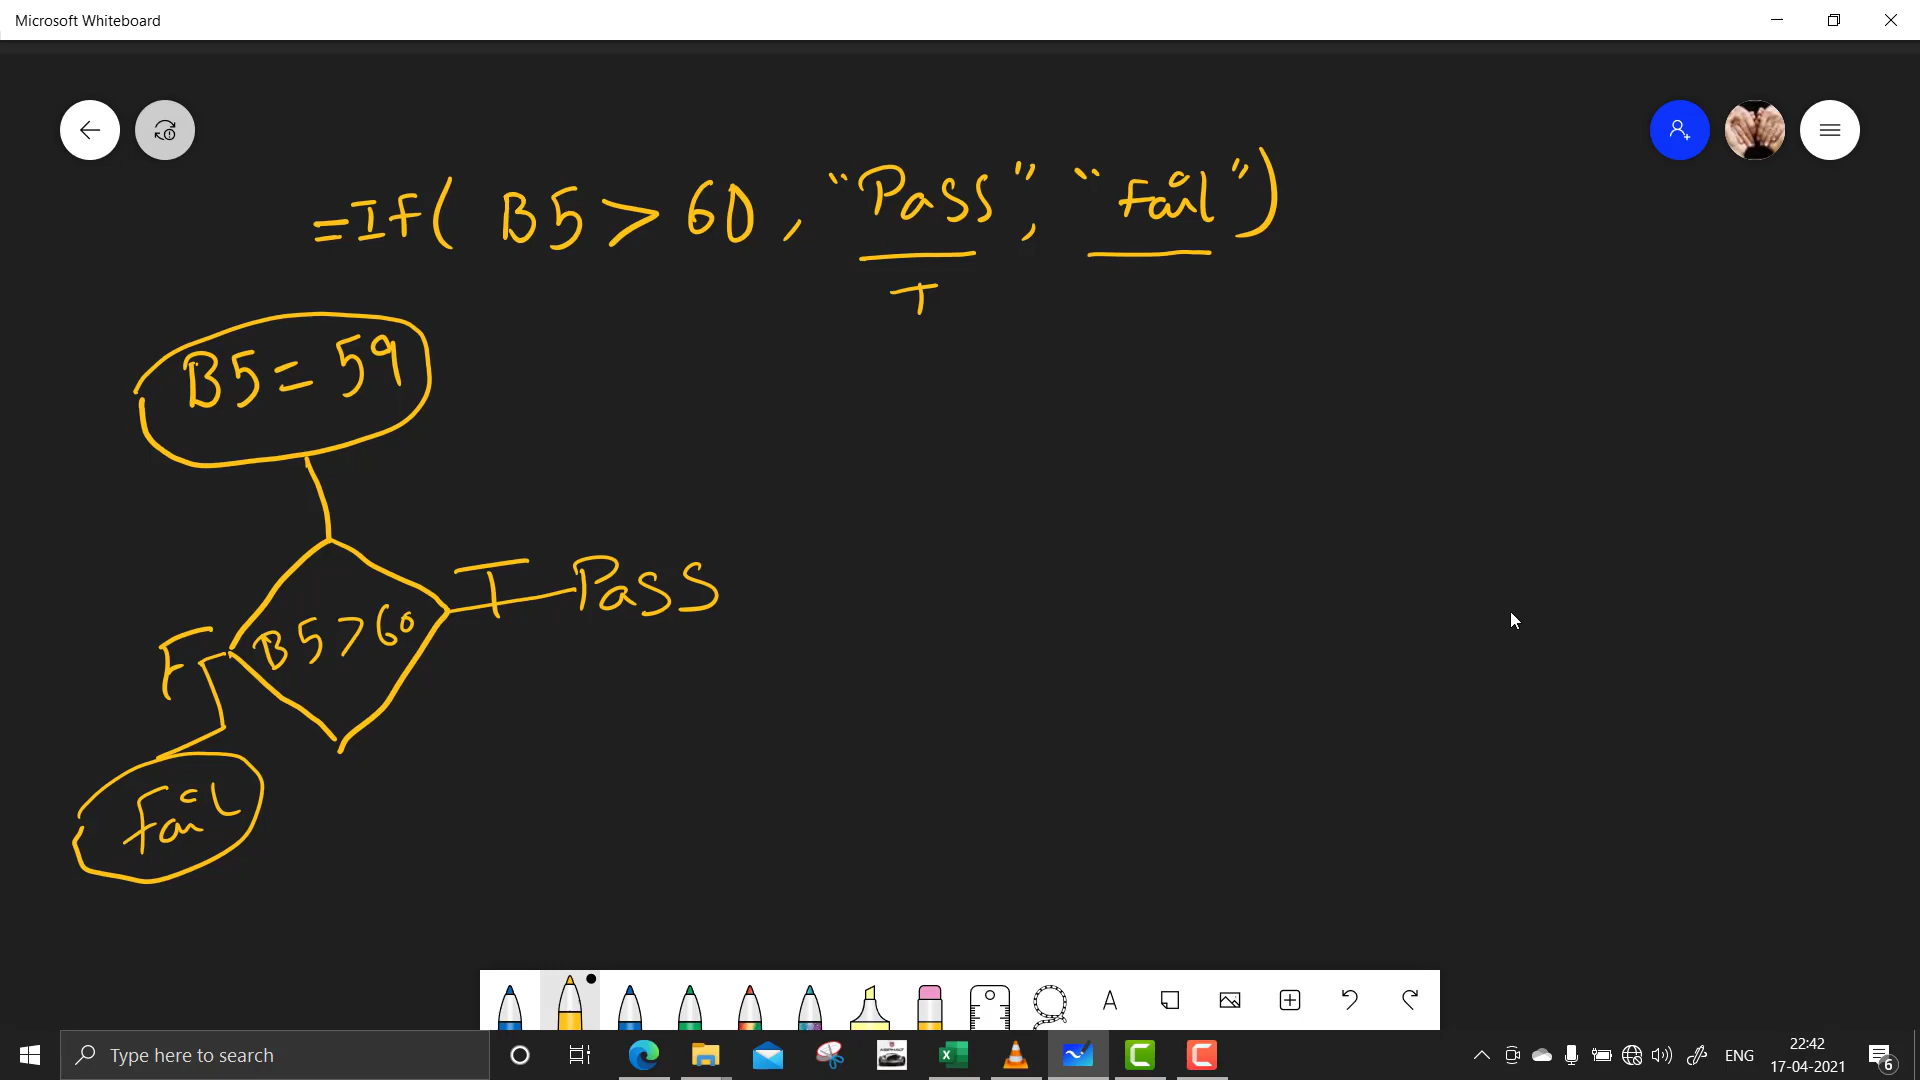 Microsoft Whiteboard
=If( B5 > 60 , "Pass", "Fail")
T
B5 = 59
T Pass
B5 > 60
F
Fail
A
Type here to search
ENG
22:42
17-04-2021
6